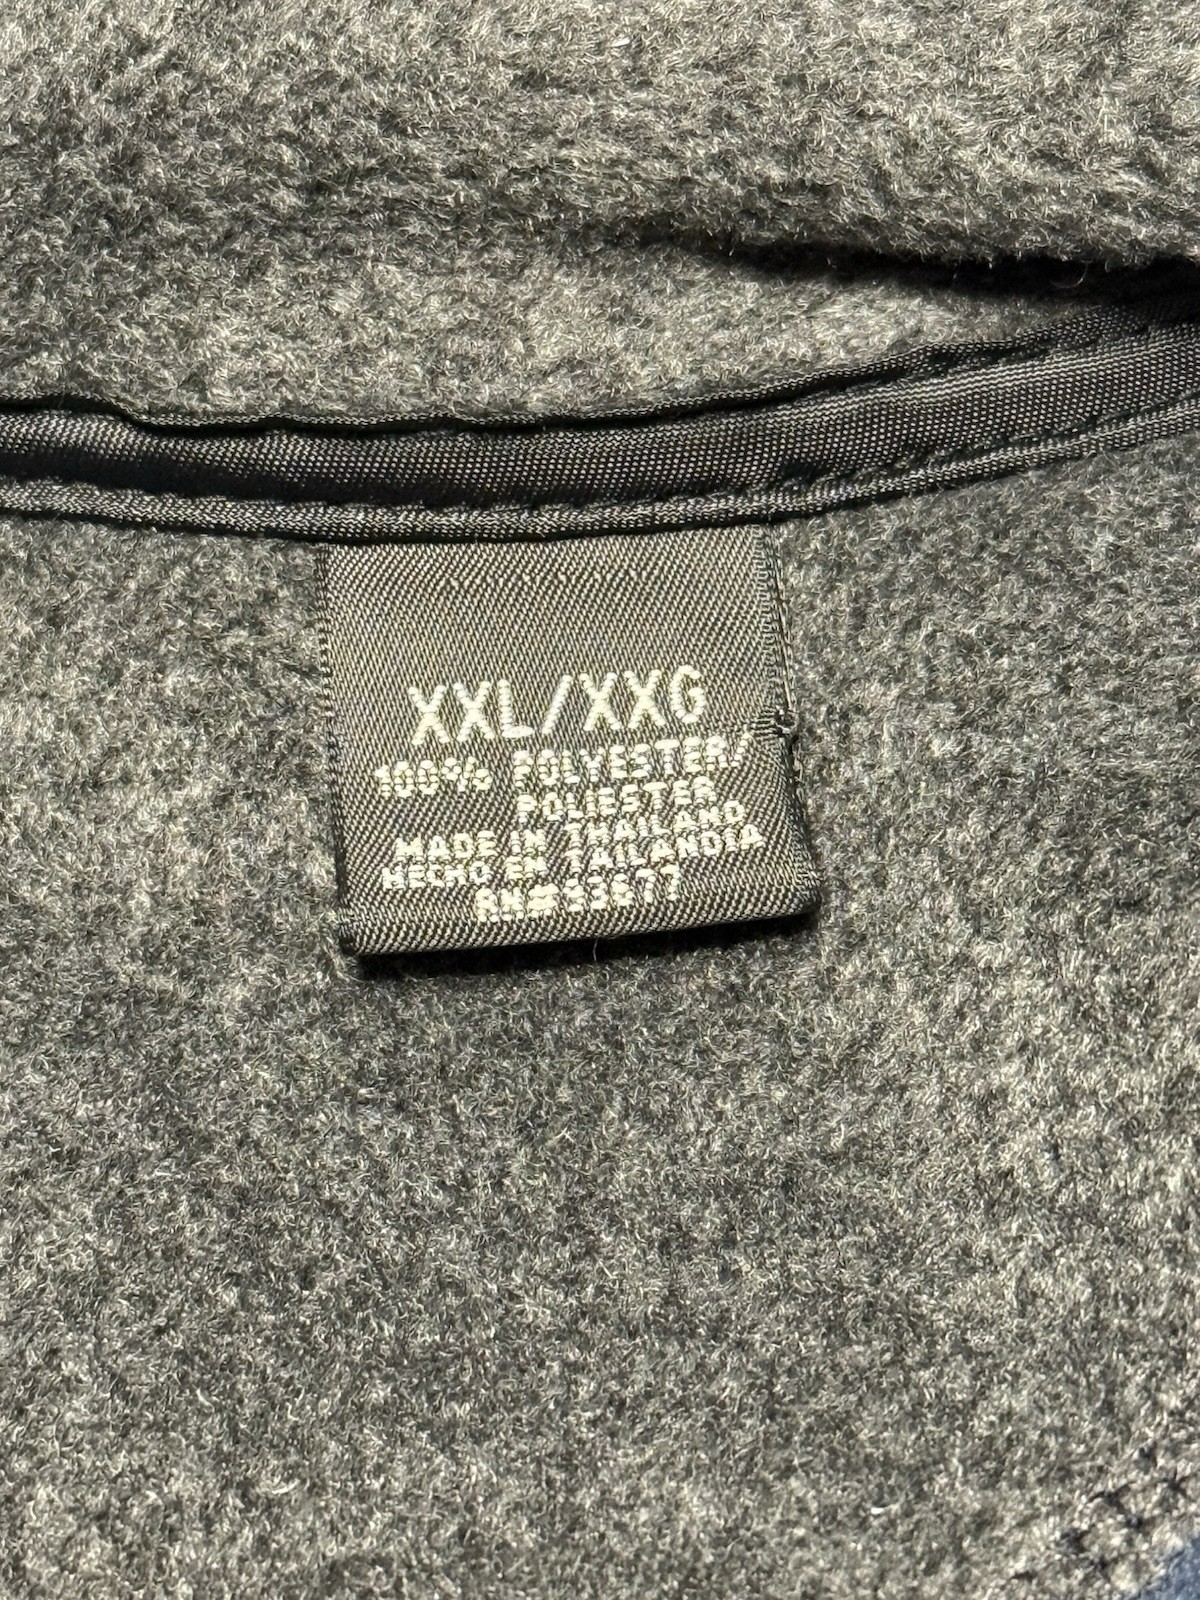 XXL/XXG
100% POLYESTER/
POLIESTER
MADE IN THAILAND
HECHO EN TAILANDIA